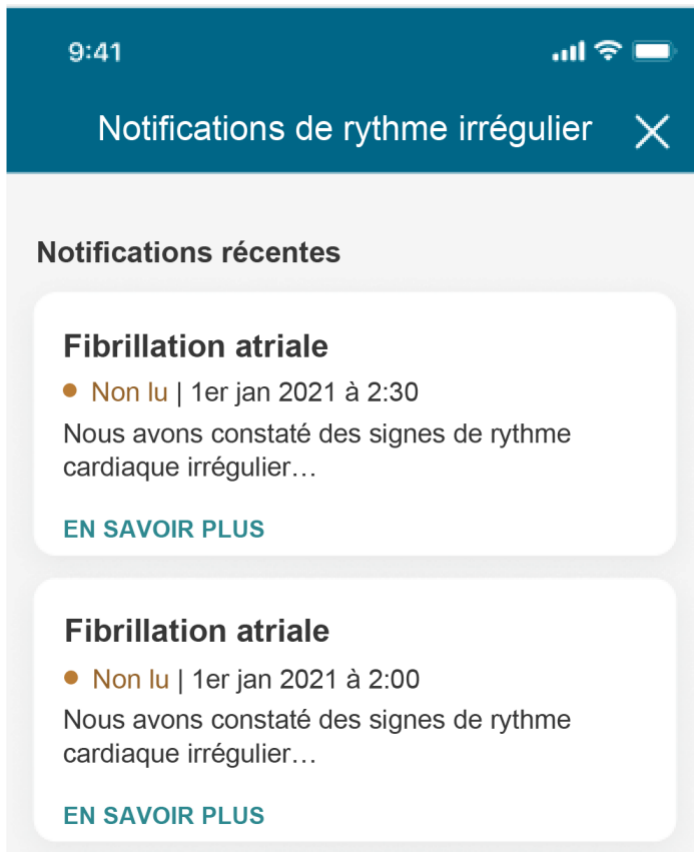 9:41
Notifications de rythme irrégulier
Notifications récentes
Fibrillation atriale
Non lu | 1er jan 2021 à 2:30
Nous avons constaté des signes de rythme
cardiaque irrégulier…
EN SAVOIR PLUS
Fibrillation atriale
Non lu | 1er jan 2021 à 2:00
Nous avons constaté des signes de rythme
cardiaque irrégulier…
EN SAVOIR PLUS